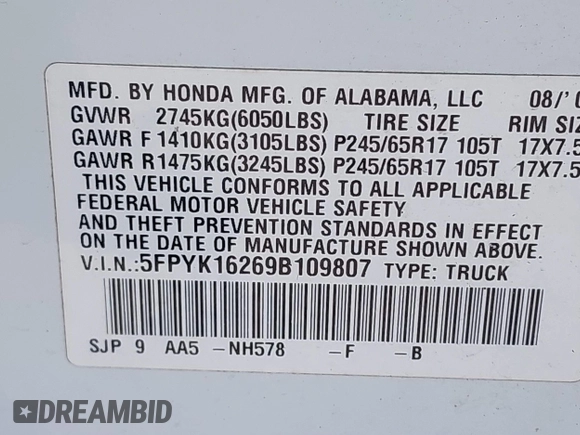 MFD. BY HONDA MFG. OF ALABAMA, LLC 08/'0
GVWR 2745KG(6050LBS) TIRE SIZE RIM SIZ
GAWR F 1410KG(3105LBS) P245/65R17 105T 17X7.5
GAWR R1475KG(3245LBS) P245/65R17 105T 17X7.5
THIS VEHICLE CONFORMS TO ALL APPLICABLE
FEDERAL MOTOR VEHICLE SAFETY
AND THEFT PREVENTION STANDARDS IN EFFECT
ON THE DATE OF MANUFACTURE SHOWN ABOVE.
V.I.N.:5FPYK16269B109807 TYPE: TRUCK
SJP 9 AA5 -NH578 -F -B
DREAMBID